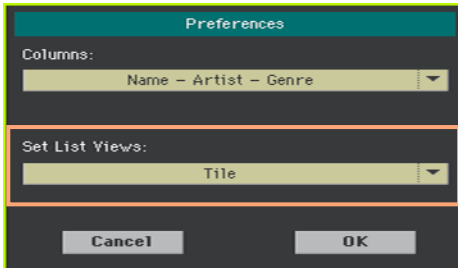 Preferences
Columns:
Name - Artist - Genre
Set List Views:
Tile
Cancel OK